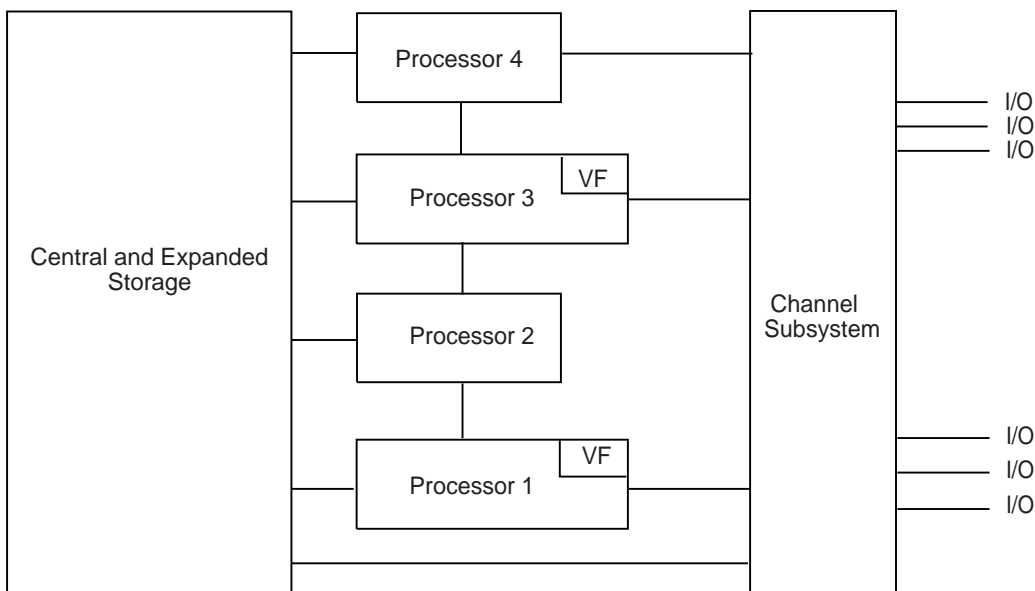 Processor 4
I/O
I/O
I/O
VF
Processor 3
Central and Expanded
Storage
Channel
Subsystem
Processor 2
I/O
VF
I/O
Processor 1
I/O